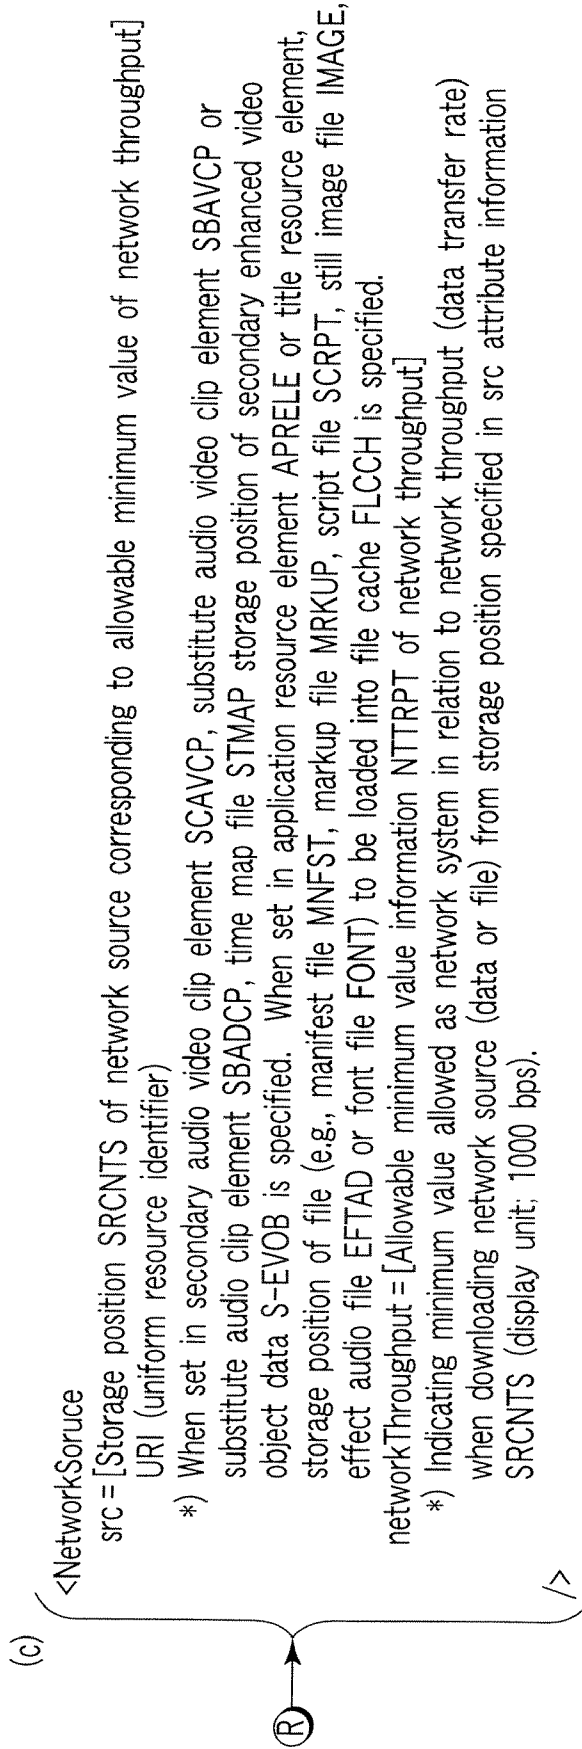 (c)
<NetworkSoruce
src = [Storage position SRCNTS of network source corresponding to allowable minimum value of network throughput]
URI (uniform resource identifier)
*) When set in secondary audio video clip element SCAVCP, substitute audio video clip element SBAVCP or
substitute audio clip element SBADCP, time map file STMAP storage position of secondary enhanced video
object data S-EVOB is specified. When set in application resource element APRELE or title resource element,
storage position of file (e.g., manifest file MNFST, markup file MRKUP, script file SCRPT, still image file IMAGE,
effect audio file EFTAD or font file FONT) to be loaded into file cache FLCCH is specified.
networkThroughput = [Allowable minimum value information NTTRPT of network throughput]
*) Indicating minimum value allowed as network system in relation to network throughput (data transfer rate)
when downloading network source (data or file) from storage position specified in src attribute information
SRCNTS (display unit; 1000 bps).
/>
R